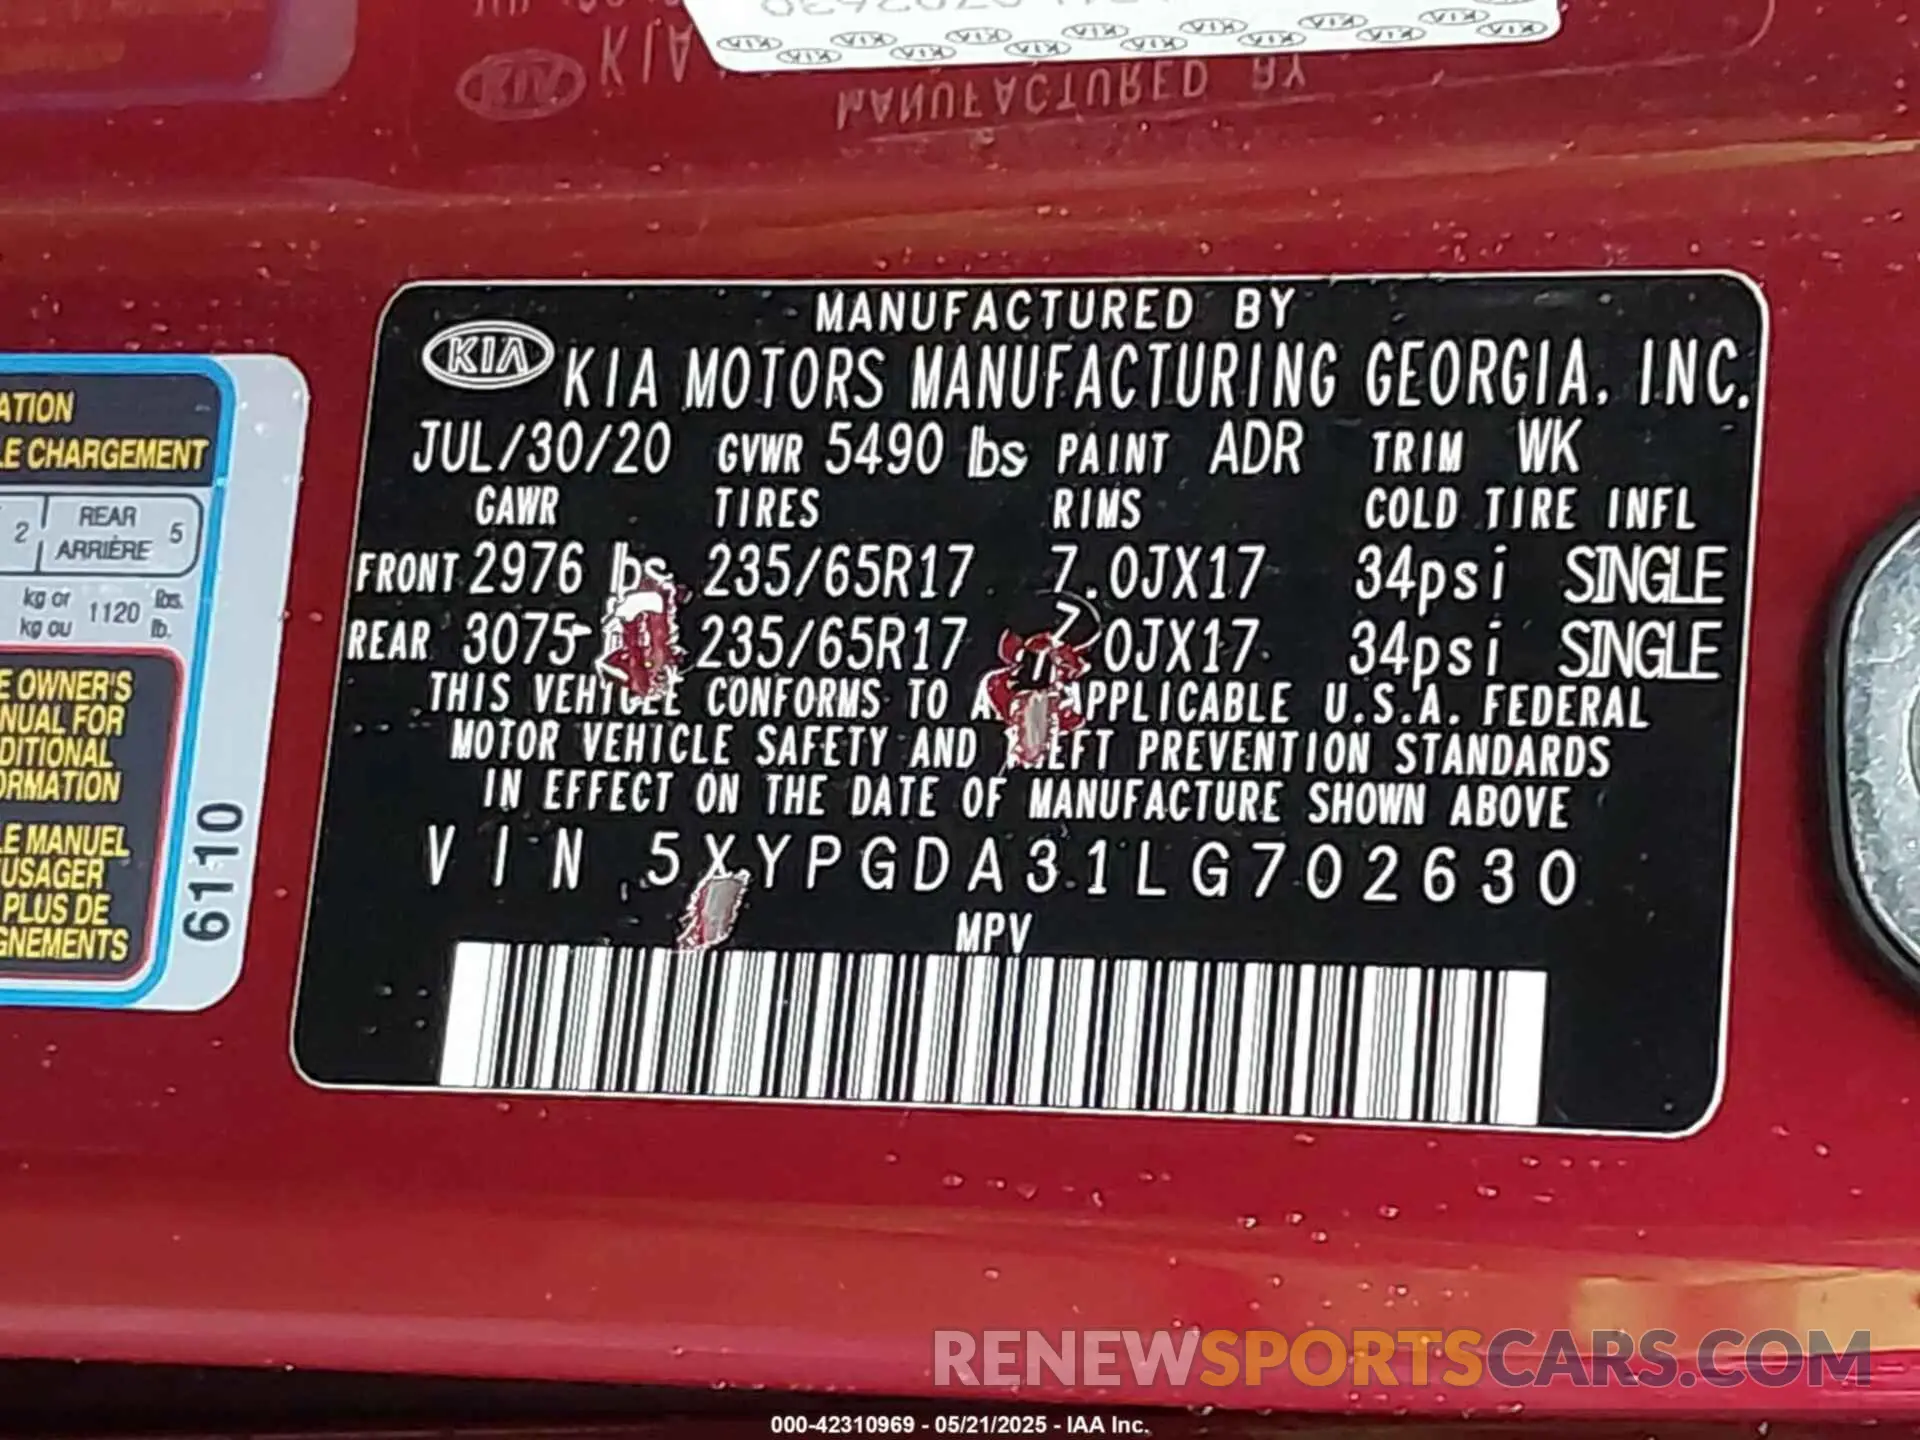 MANUFACTURED BY
KIA KIA MOTORS MANUFACTURING GEORGIA, INC.
JUL/30/20 GVWR 5490 lbs PAINT ADR TRIM WK
GAWR TIRES RIMS COLD TIRE INFL
FRONT 2976 lbs 235/65R17 7.0JX17 34psi SINGLE
REAR 3075 235/65R17 7.0JX17 34psi SINGLE
THIS VEHICLE CONFORMS TO APPLICABLE U.S.A. FEDERAL
MOTOR VEHICLE SAFETY AND THEFT PREVENTION STANDARDS
IN EFFECT ON THE DATE OF MANUFACTURE SHOWN ABOVE
VIN 5XYPGDA31LG702630
MPV
ATION
LE CHARGEMENT
2 REAR 5
ARRIÈRE
kg or 1120 lbs.
kg ou lb.
E OWNER'S
NUAL FOR
DITIONAL
ORMATION
LE MANUEL
USAGER
PLUS DE
GNEMENTS
6110
KIA KIA
MANUFACTURED BY
RENEWSPORTSCARS.COM
000-42310969 - 05/21/2025 - IAA Inc.